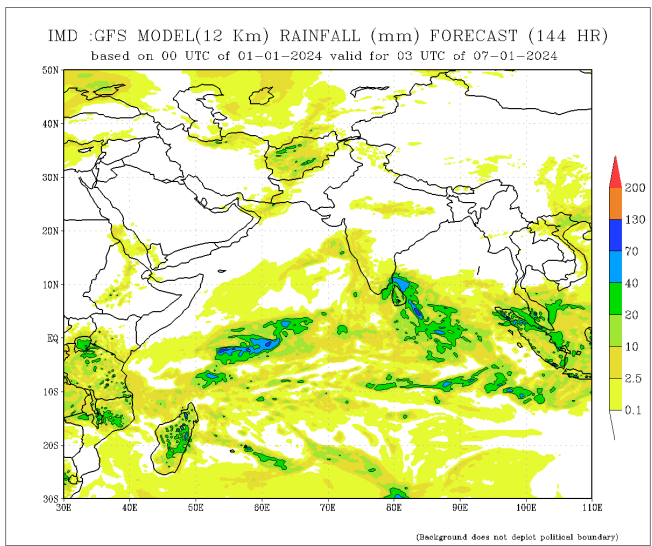 IMD :GFS MODEL(12 Km) RAINFALL (mm) FORECAST (144 HR)
based on 00 UTC of 01-01-2024 valid for 03 UTC of 07-01-2024
50N
40N
30N
20N
10N
EQ
10S
20S
30S
30E 40E 50E 60E 70E 80E 90E 100E 110E
200
130
70
40
20
10
2.5
0.1
(Background does not depict political boundary)